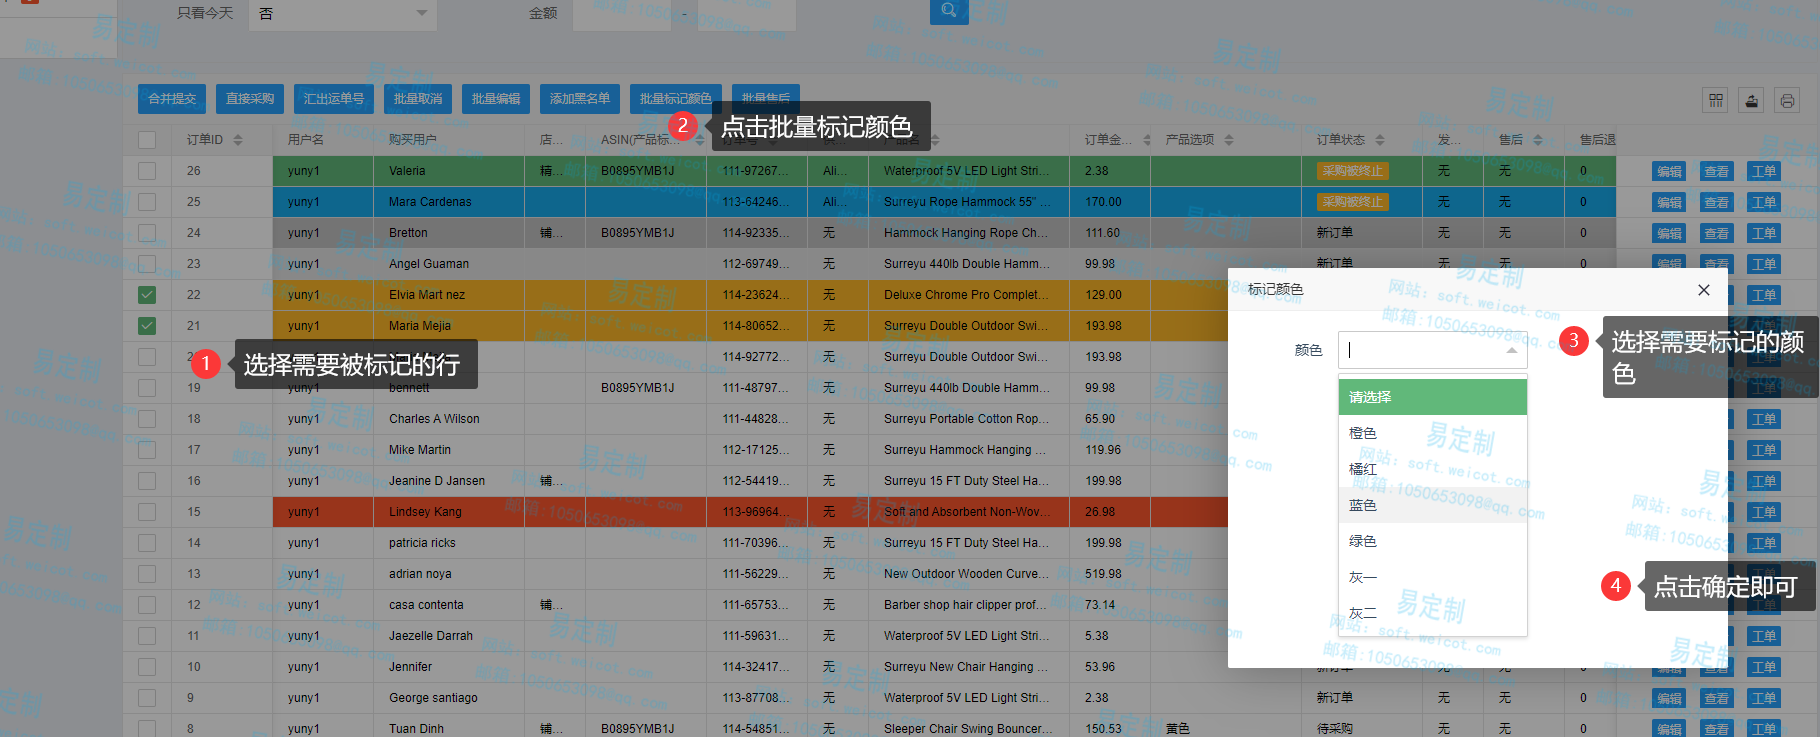 只看今天 否 金额 -
合并提交 直接采购 汇出运单号 批量取消 批量编辑 添加黑名单 批量标记颜色 批量售后
2 点击批量标记颜色
订单ID 用户名 购买用户 店... ASIN(产品标... 订单号 产品名 订单金... 产品选项 订单状态 发... 售后 售后退
26 yuny1 Valeria 精... B0895YMB1J 111-97267... Ali... Waterproof 5V LED Light Stri... 2.38 采购被终止 无 无 0 编辑 查看 工单
25 yuny1 Mara Cardenas 113-64246... Ali... Surreyu Rope Hammock 55" ... 170.00 采购被终止 无 无 0 编辑 查看 工单
24 yuny1 Bretton 铺... B0895YMB1J 114-92335... 无 Hammock Hanging Rope Ch... 111.60 新订单 无 无 0 编辑 查看 工单
23 yuny1 Angel Guaman 112-69749... 无 Surreyu 440lb Double Hamm... 99.98 新订单 无 无 0 编辑 查看 工单
22 yuny1 Elvia Mart nez 114-23624... 无 Deluxe Chrome Pro Complet... 129.00 工单
21 yuny1 Maria Mejia 114-80652... 无 Surreyu Double Outdoor Swi... 193.98
114-92772... 无 Surreyu Double Outdoor Swi... 193.98
1 选择需要被标记的行
19 yuny1 bennett B0895YMB1J 111-48797... 无 Surreyu 440lb Double Hamm... 99.98 工单
18 yuny1 Charles A Wilson 111-44828... 无 Surreyu Portable Cotton Rop... 65.90 工单
17 yuny1 Mike Martin 112-17125... 无 Surreyu Hammock Hanging ... 119.96 工单
16 yuny1 Jeanine D Jansen 铺... 112-54419... 无 Surreyu 15 FT Duty Steel Ha... 199.98 工单
15 yuny1 Lindsey Kang 113-96964... 无 Soft and Absorbent Non-Wov... 26.98 工单
14 yuny1 patricia ricks 111-70396... 无 Surreyu 15 FT Duty Steel Ha... 199.98 工单
13 yuny1 adrian noya 111-56229... 无 New Outdoor Wooden Curve... 519.98 工单
12 yuny1 casa contenta 铺... 111-65753... 无 Barber shop hair clipper prof... 73.14 工单
11 yuny1 Jaezelle Darrah 111-59631... 无 Waterproof 5V LED Light Stri... 5.38 工单
10 yuny1 Jennifer 114-32417... 无 Surreyu New Chair Hanging ... 53.96 新订单 无 无 0 编辑 查看 工单
9 yuny1 George santiago 113-87708... 无 Waterproof 5V LED Light Stri... 2.38 新订单 无 无 0 编辑 查看 工单
8 yuny1 Tuan Dinh 铺... B0895YMB1J 114-54851... 无 Sleeper Chair Swing Bouncer... 150.53 黄色 待采购 无 无 0 编辑 查看 工单
标记颜色
颜色
请选择
橙色
橘红
蓝色
绿色
灰一
灰二
3 选择需要标记的颜
色
4 点击确定即可
易定制
网站: soft.weicot.com
邮箱:1050653098@qq.com